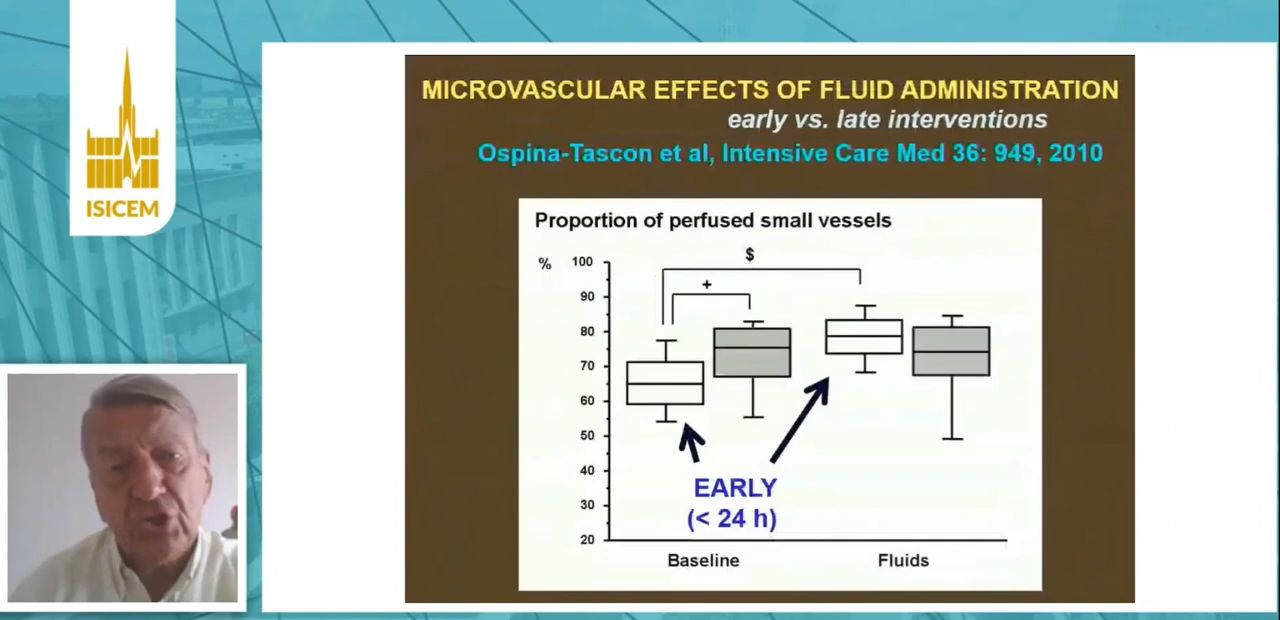 ISICEM
MICROVASCULAR EFFECTS OF FLUID ADMINISTRATION
early vs. late interventions
Ospina-Tascon et al, Intensive Care Med 36: 949, 2010
Proportion of perfused small vessels
%
100
90
80
70
60
50
40
30
20
$
+
EARLY
(< 24 h)
Baseline
Fluids